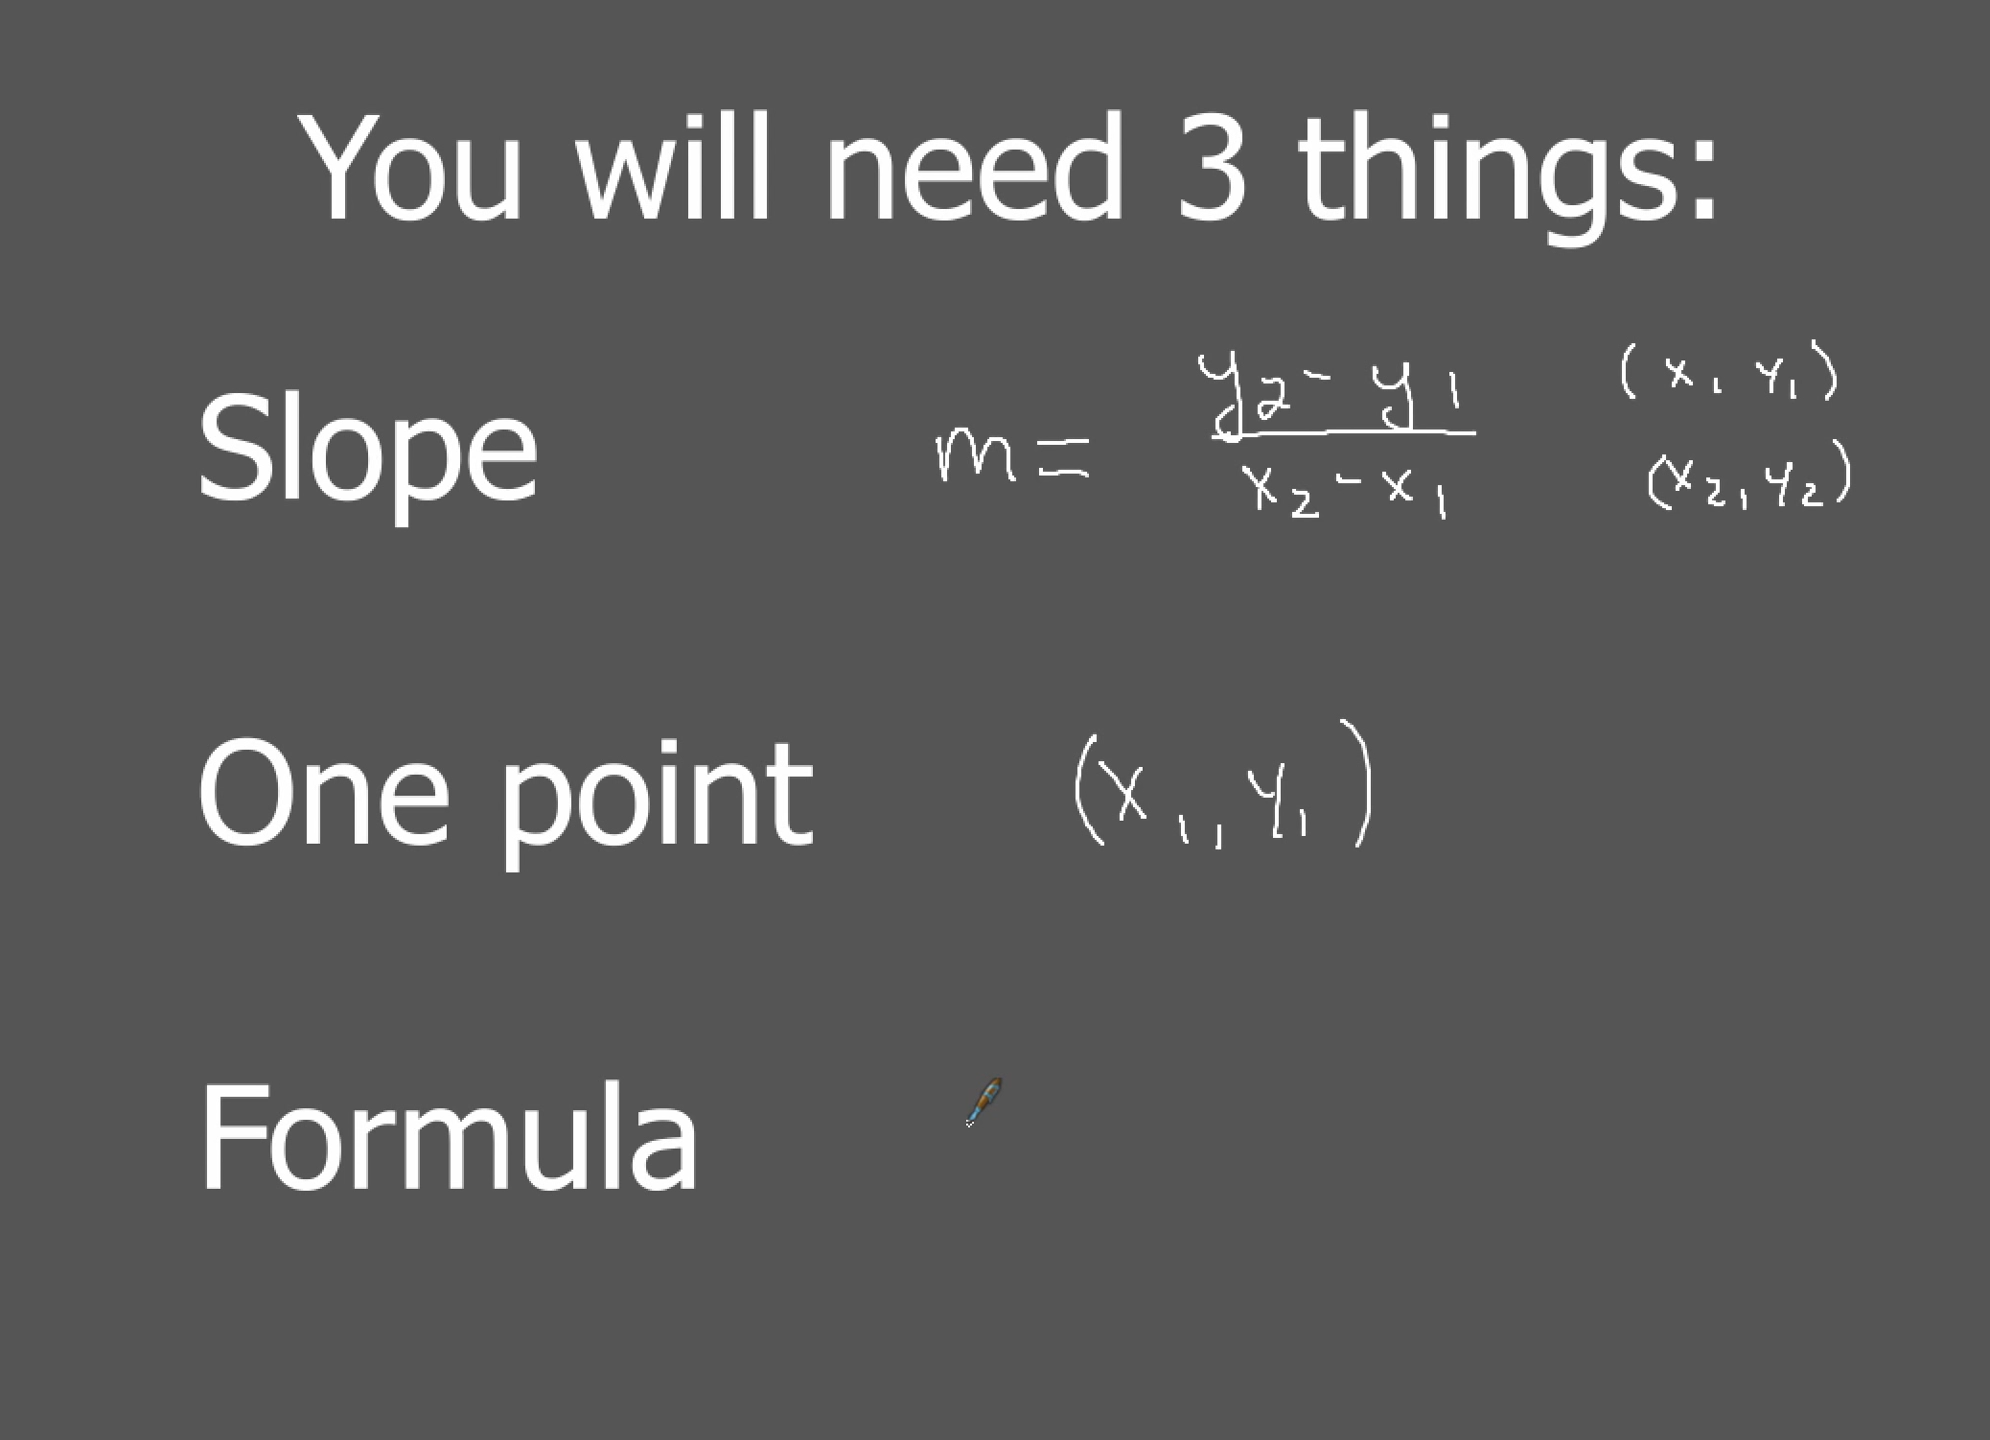 You will need 3 things:
Slope m = y₂ - y₁ / x₂ - x₁ (x₁ y₁)
(x₂, y₂)
One point (x₁, y₁)
Formula